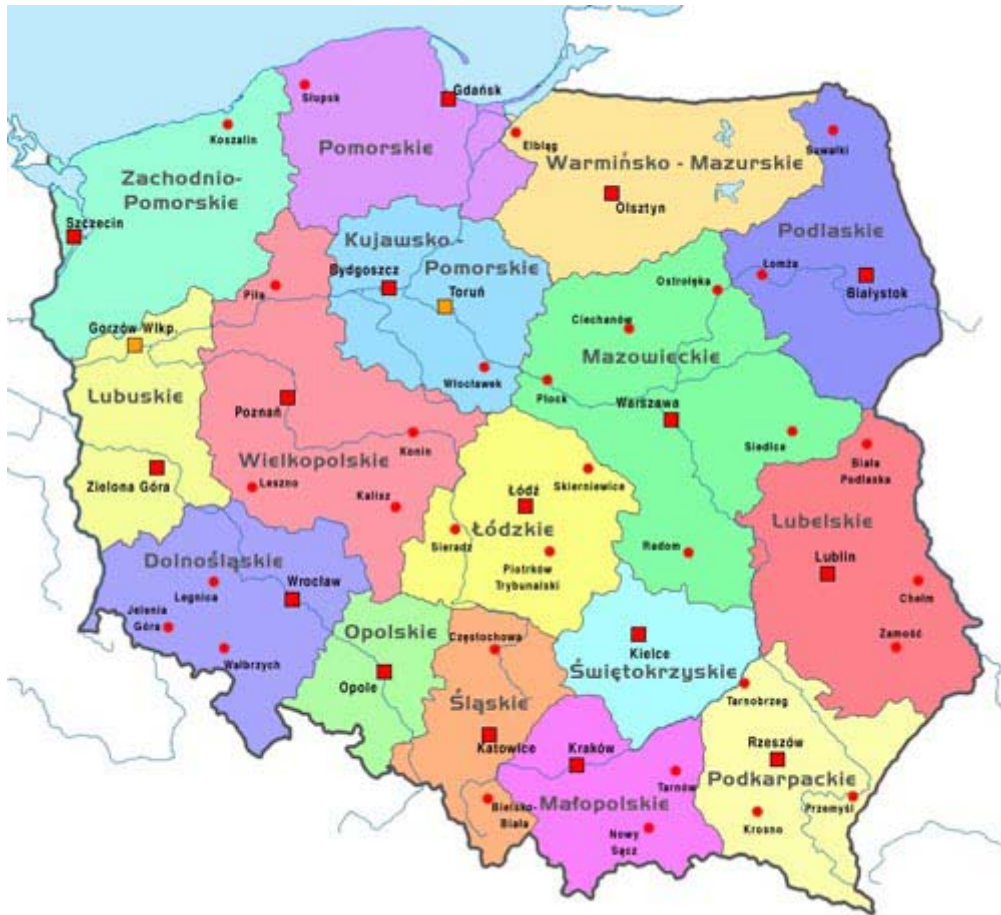 Gdańsk
Słupsk
Koszalin
Pomorskie
Elbląg
Suwałki
Warmińsko - Mazurskie
Zachodnio-
Pomorskie
Olsztyn
Szczecin
Podlaskie
Kujawsko -
Pomorskie
Bydgoszcz
Toruń
Piła
Łomża
Ostrołęka
Białystok
Gorzów Wlkp.
Ciechanów
Mazowieckie
Włocławek
Płock
Lubuskie
Poznań
Warszawa
Konin
Siedlce
Wielkopolskie
Biała
Podlaska
Zielona Góra
Leszno
Kalisz
Skierniewice
Łódź
Łódzkie
Sieradz
Lubelskie
Radom
Lublin
Piotrków
Trybunalski
Dolnośląskie
Wrocław
Legnica
Chełm
Jelenia
Góra
Opolskie
Częstochowa
Zamość
Kielce
Świętokrzyskie
Wałbrzych
Opole
Śląskie
Tarnobrzeg
Katowice
Kraków
Rzeszów
Tarnów
Podkarpackie
Małopolskie
Bielsko-
Biała
Przemyśl
Nowy
Sącz
Krosno